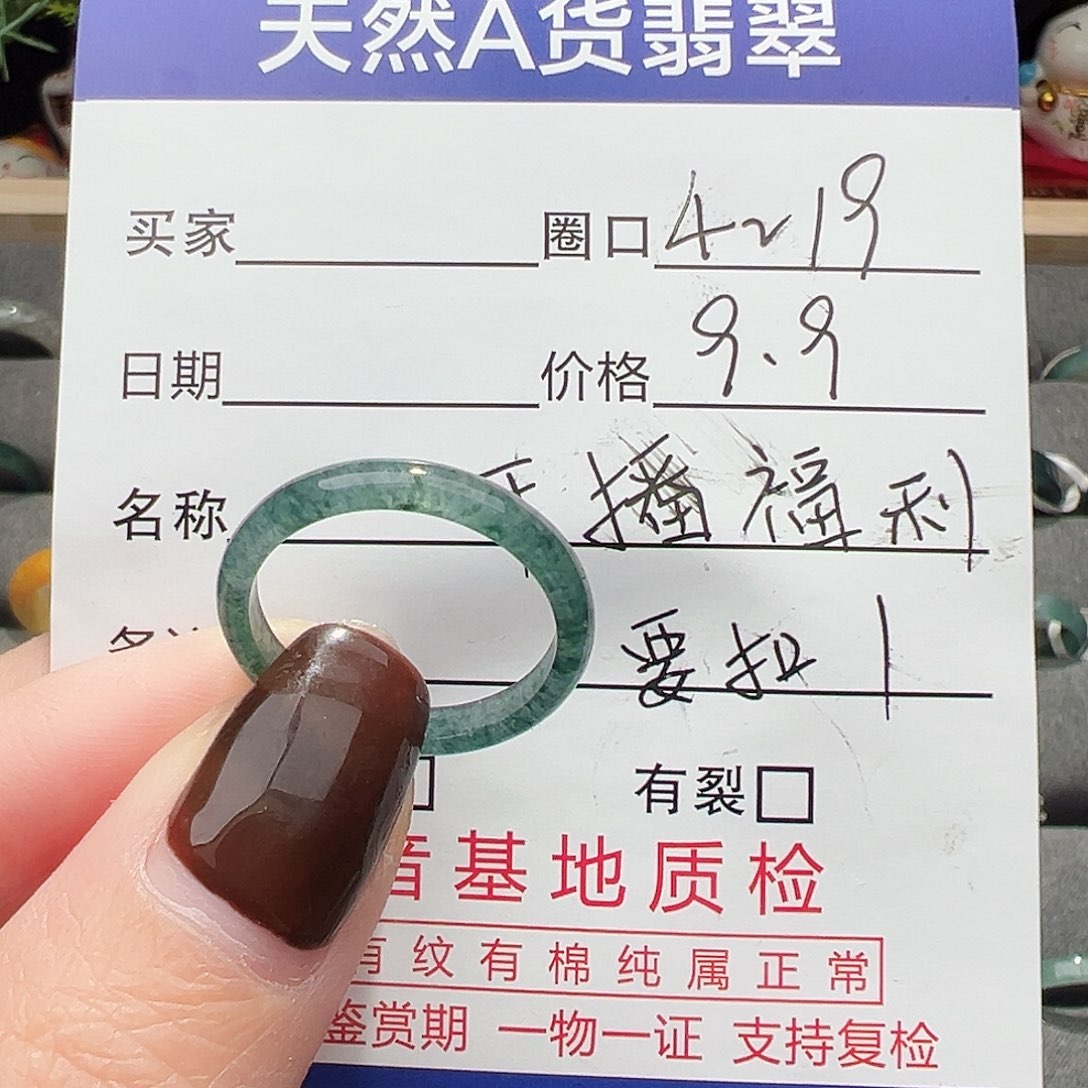 天然A货翡翠
买家 圈口 4~19
日期 价格 9.9
名称 播福利
要扣1
有裂
基地质检
有纹有棉纯属正常
鉴赏期 一物一证 支持复检